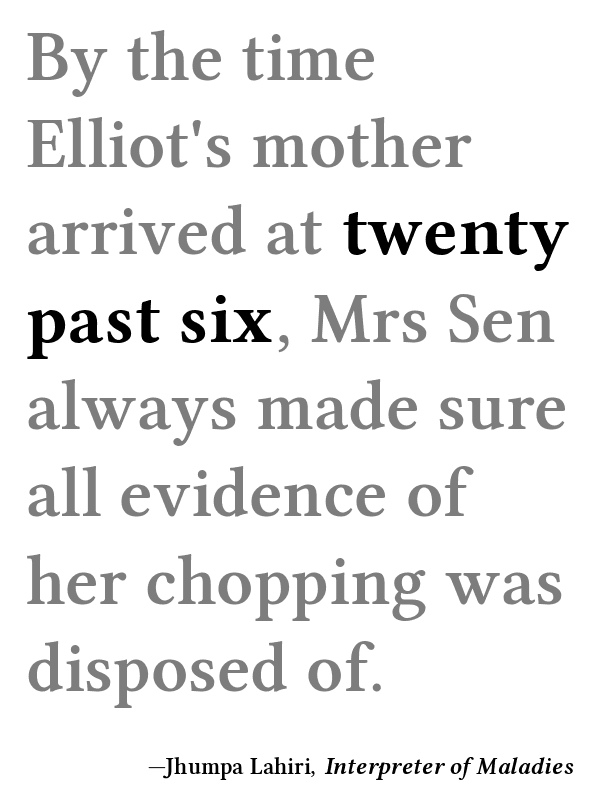 By the time
Elliot's mother
arrived at twenty
past six, Mrs Sen
always made sure
all evidence of
her chopping was
disposed of.
—Jhumpa Lahiri, Interpreter of Maladies